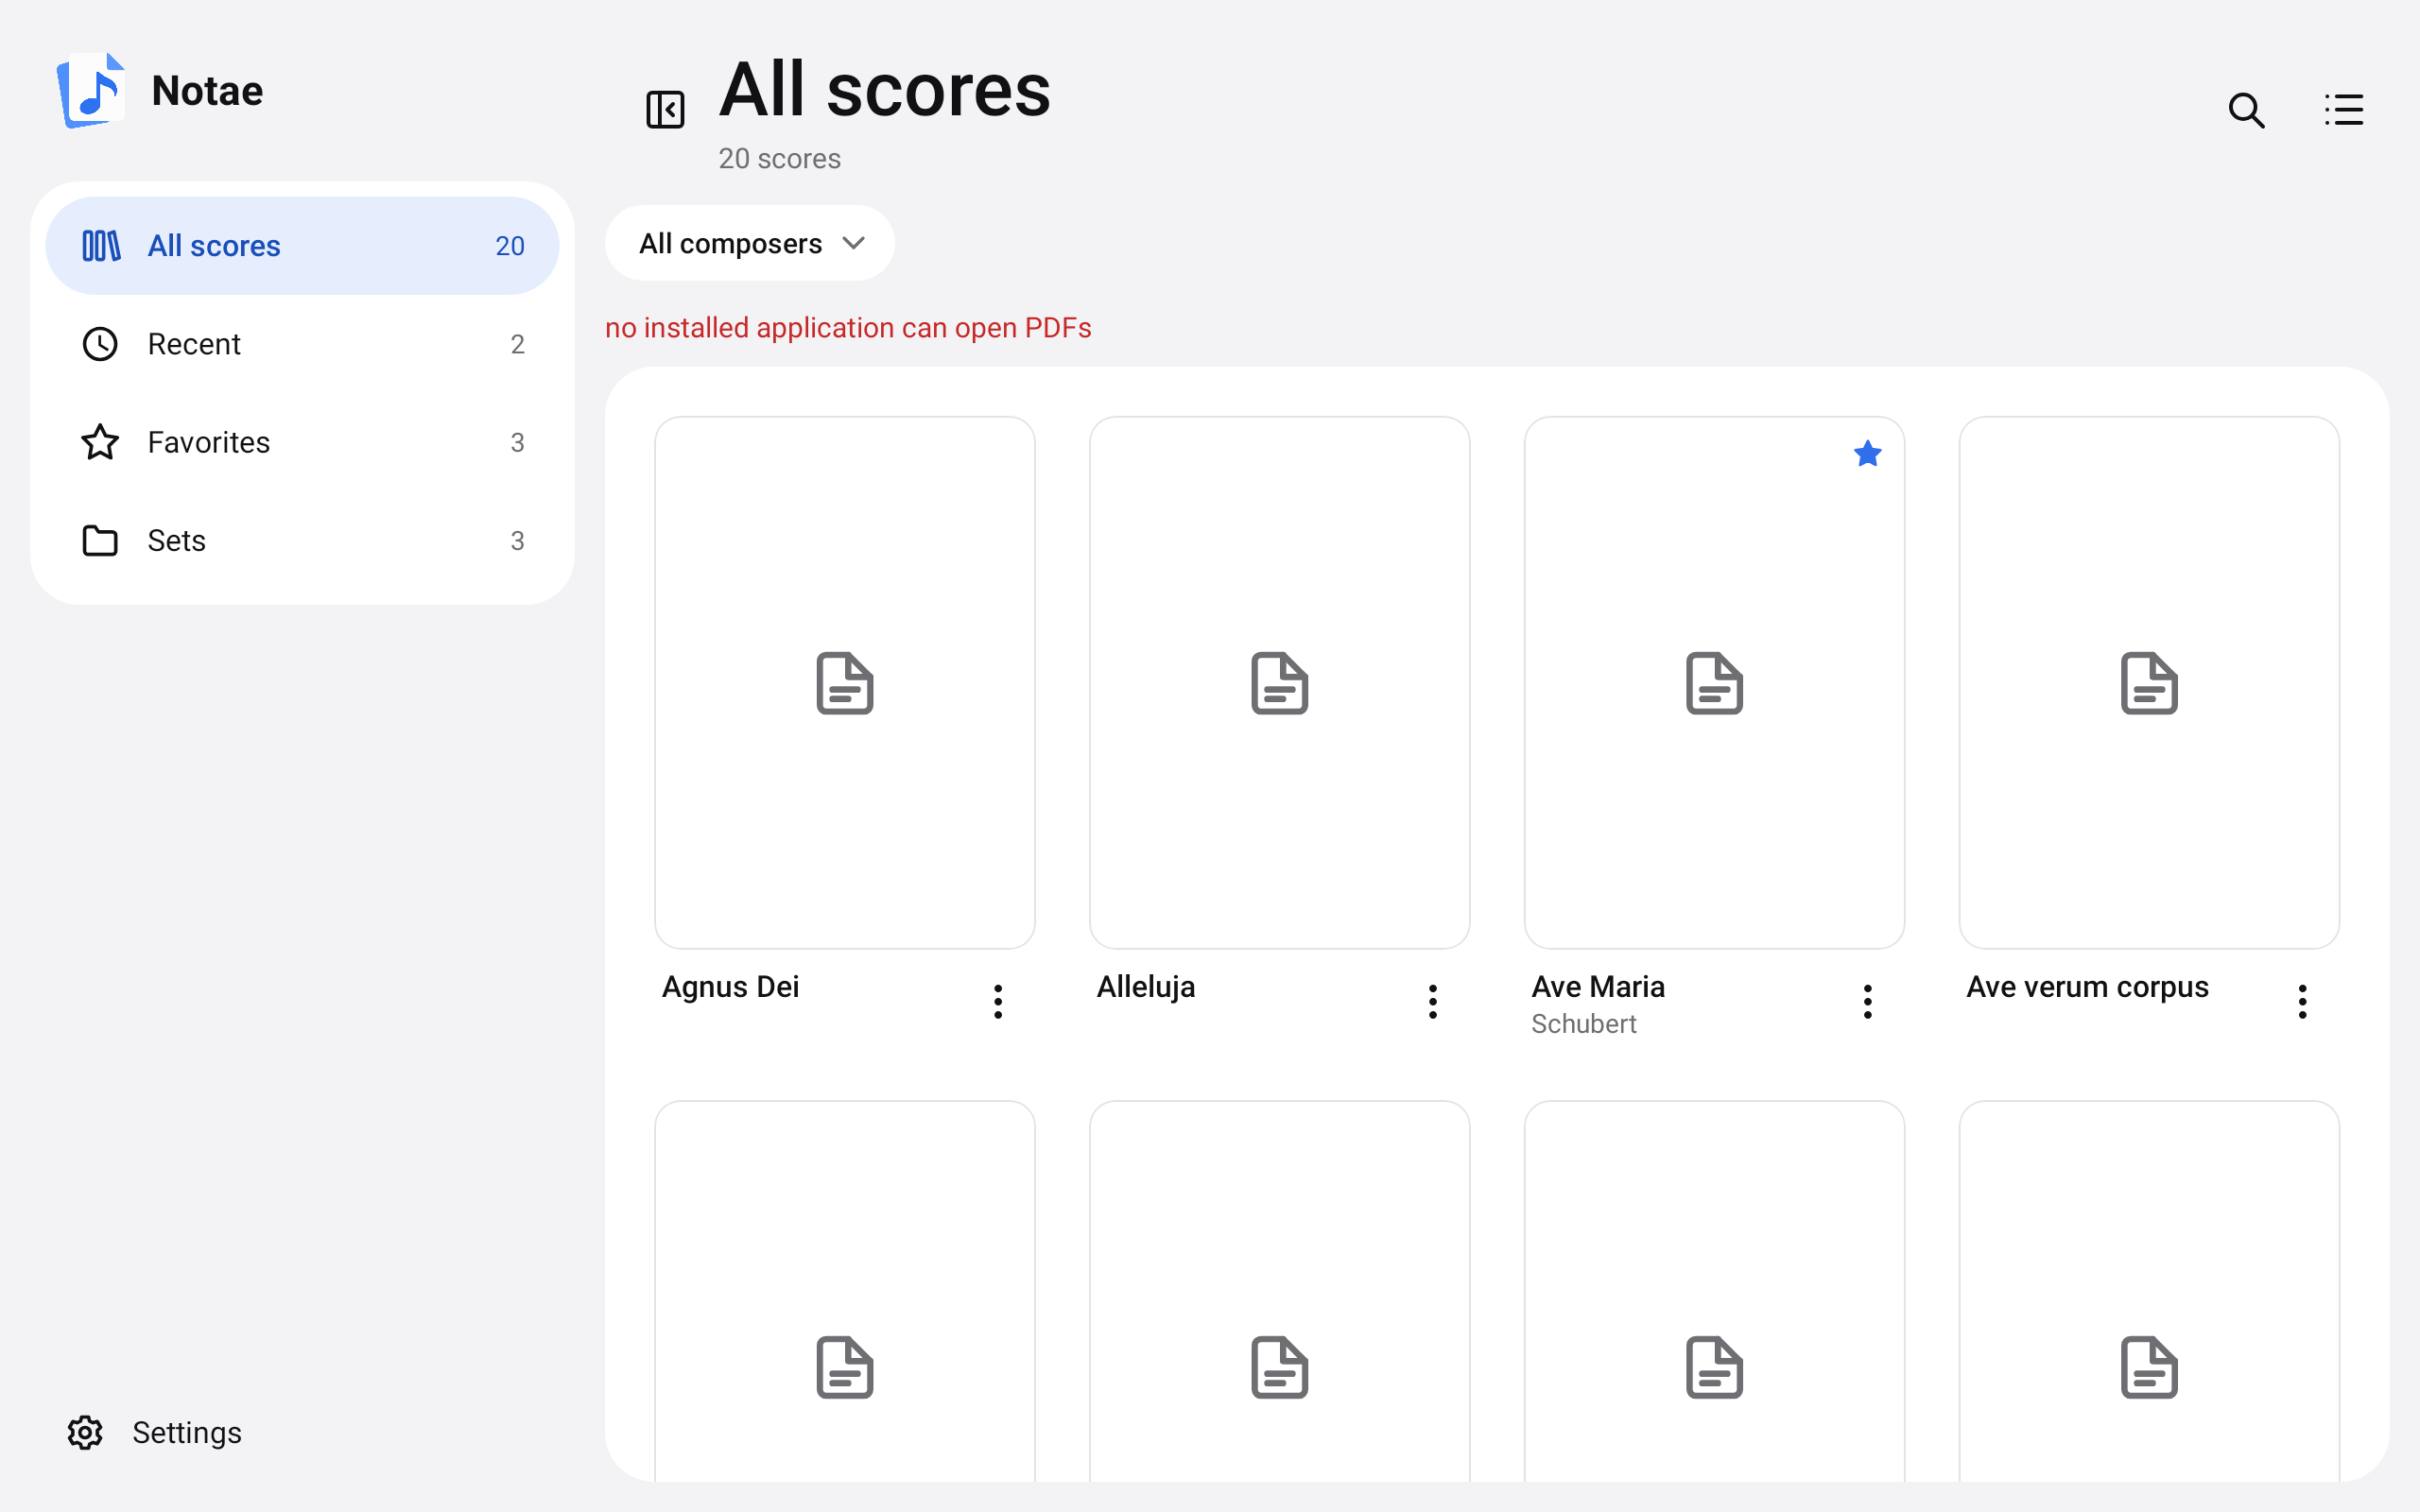 Notae
All scores
20 scores
All scores 20
Recent 2
Favorites 3
Sets 3
Settings
All composers
no installed application can open PDFs
Agnus Dei
Alleluja
Ave Maria
Schubert
Ave verum corpus